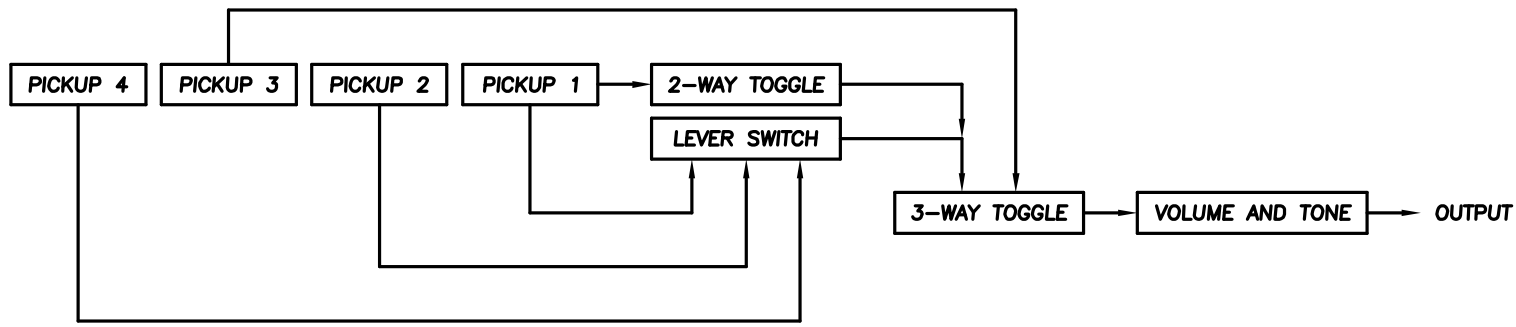 PICKUP 4
PICKUP 3
PICKUP 2
PICKUP 1
2-WAY TOGGLE
LEVER SWITCH
3-WAY TOGGLE
VOLUME AND TONE
OUTPUT